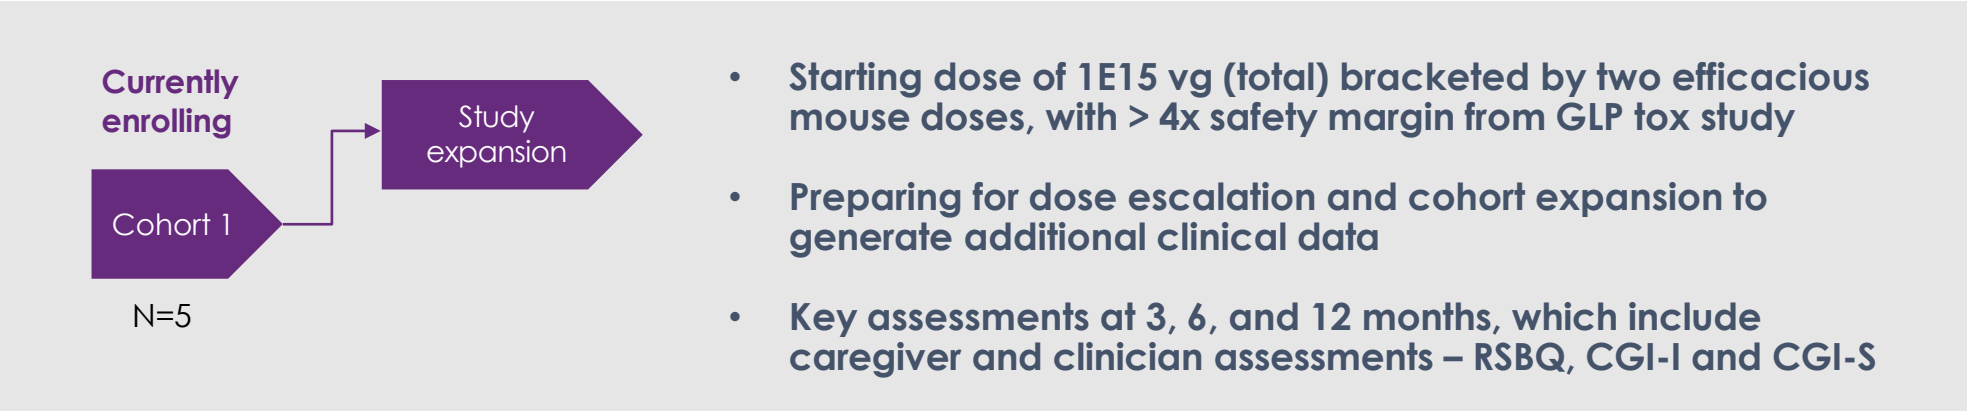 Currently
enrolling
Cohort 1
N=5
Study
expansion
• Starting dose of 1E15 vg (total) bracketed by two efficacious
mouse doses, with > 4x safety margin from GLP tox study
• Preparing for dose escalation and cohort expansion to
generate additional clinical data
• Key assessments at 3, 6, and 12 months, which include
caregiver and clinician assessments – RSBQ, CGI-I and CGI-S